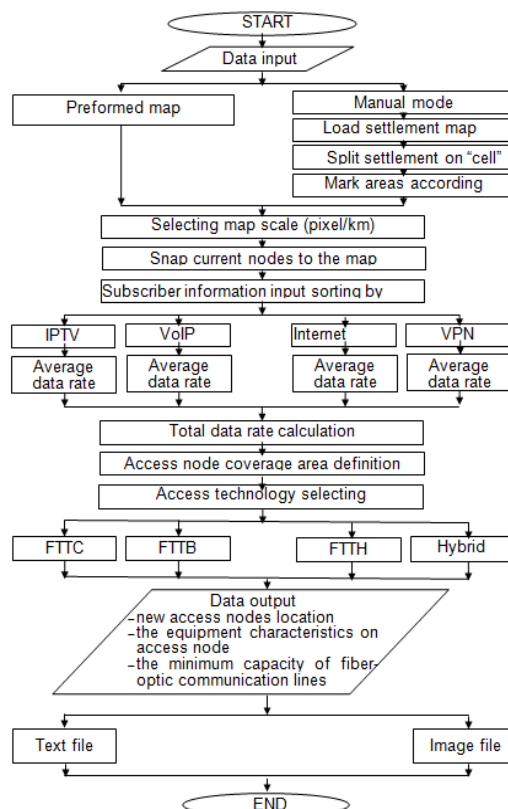 START
Data input
Preformed map
Manual mode
Load settlement map
Split settlement on “cell”
Mark areas according
Selecting map scale (pixel/km)
Snap current nodes to the map
Subscriber information input sorting by
IPTV
VoIP
Internet
VPN
Average
data rate
Average
data rate
Average
data rate
Average
data rate
Total data rate calculation
Access node coverage area definition
Access technology selecting
FTTC
FTTB
FTTH
Hybrid
Data output
–new access nodes location
–the equipment characteristics on
access node
–the minimum capacity of fiber-
optic communication lines
Text file
Image file
END